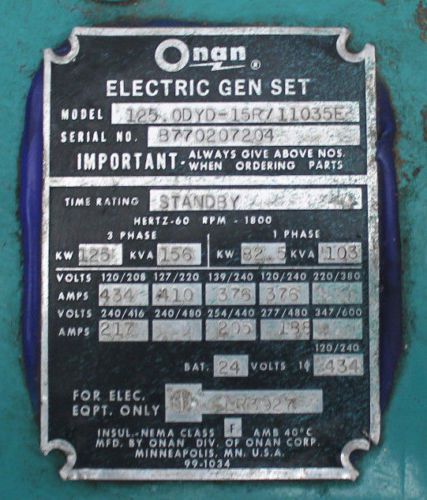 Onan ®
ELECTRIC GEN SET
MODEL 125.0DYD-15R/11035E
SERIAL NO. B770207204
IMPORTANT- ALWAYS GIVE ABOVE NOS.
WHEN ORDERING PARTS
TIME RATING STANDBY
HERTZ-60 RPM - 1800
3 PHASE 1 PHASE
KW 125 KVA 156 KW 82.5 KVA 103
VOLTS 120/208 127/220 139/240 120/240 220/380
AMPS 434 410 376 376
VOLTS 240/416 240/480 254/440 277/480 347/600
AMPS 217 205 188
120/240
BAT. 24 VOLTS 1ϕ 434
FOR ELEC.
EQPT. ONLY
INSUL-NEMA CLASS F AMB 40°C
MFD. BY ONAN DIV. OF ONAN CORP.
MINNEAPOLIS, MN. U.S.A.
99-1034